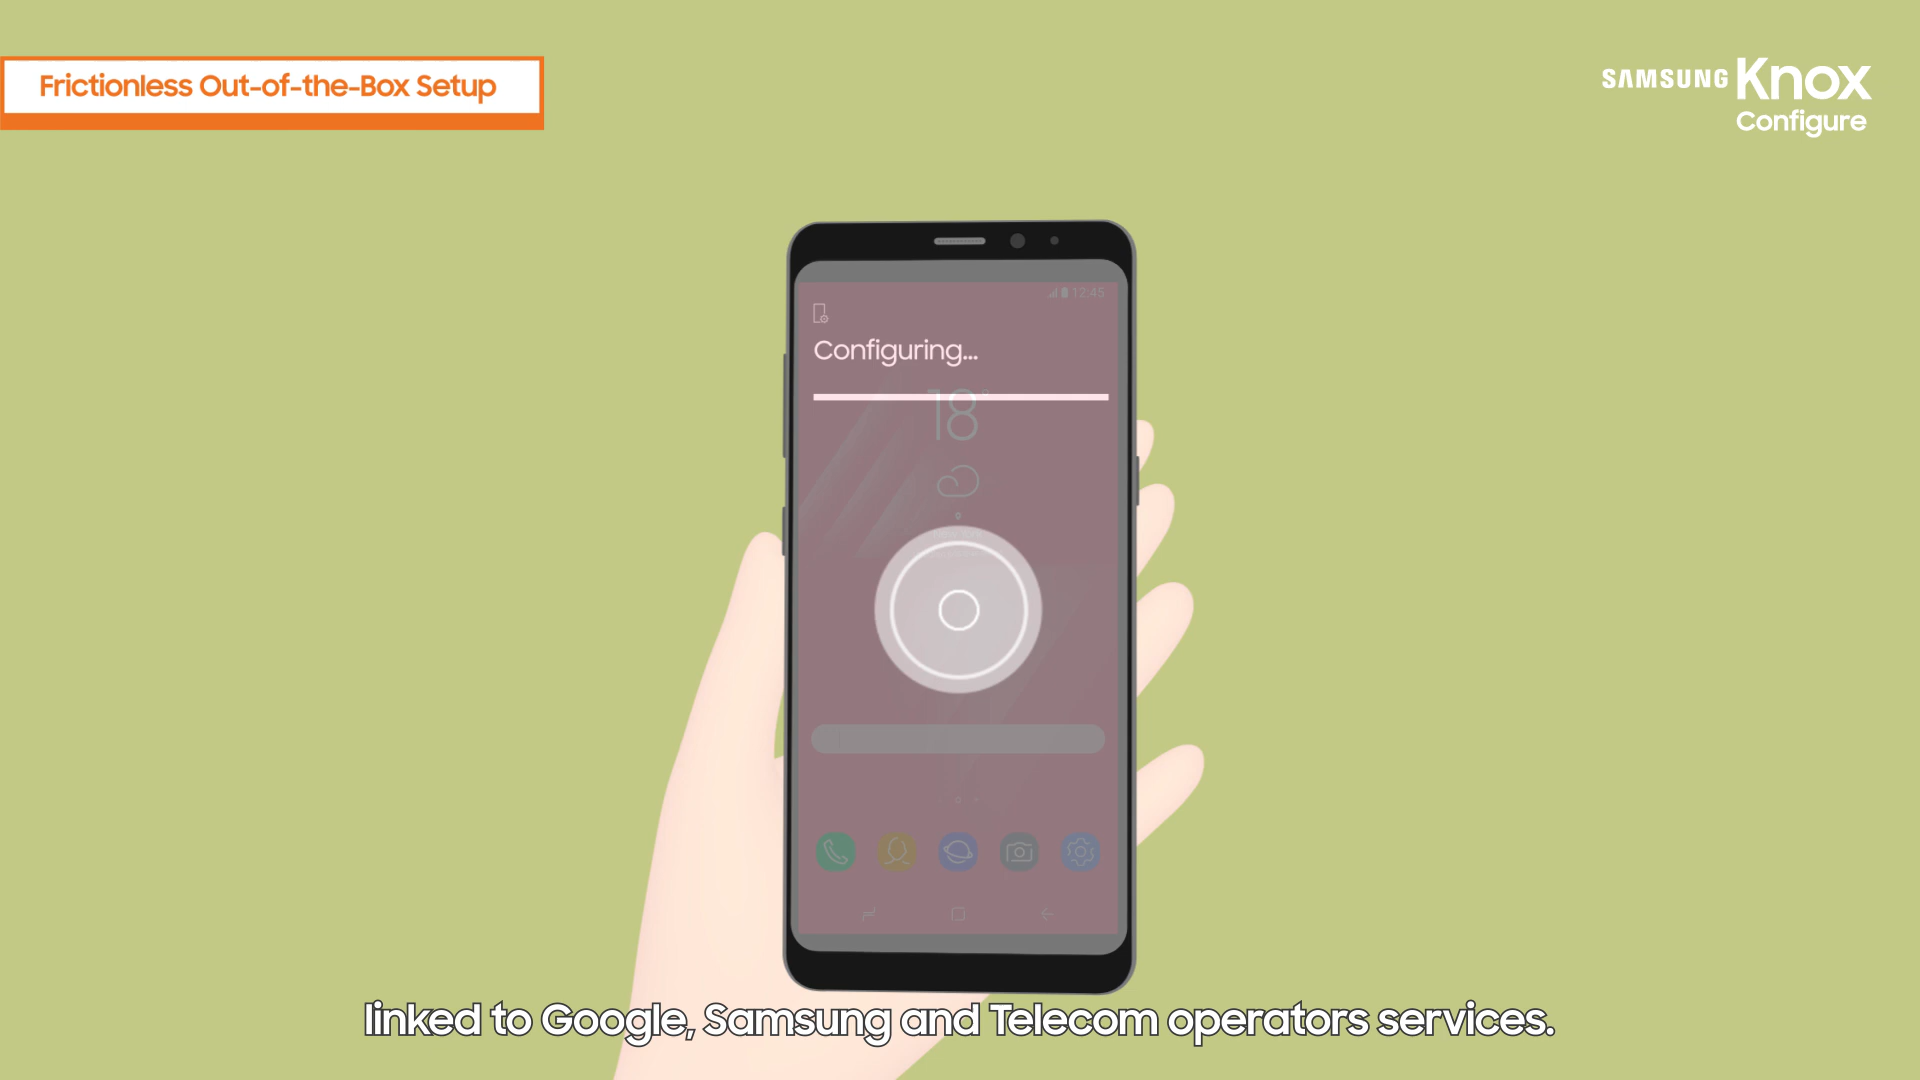 Frictionless Out-of-the-Box Setup
SAMSUNG Knox
Configure
12:45
Configuring...
18°
linked to Google, Samsung and Telecom operators services.